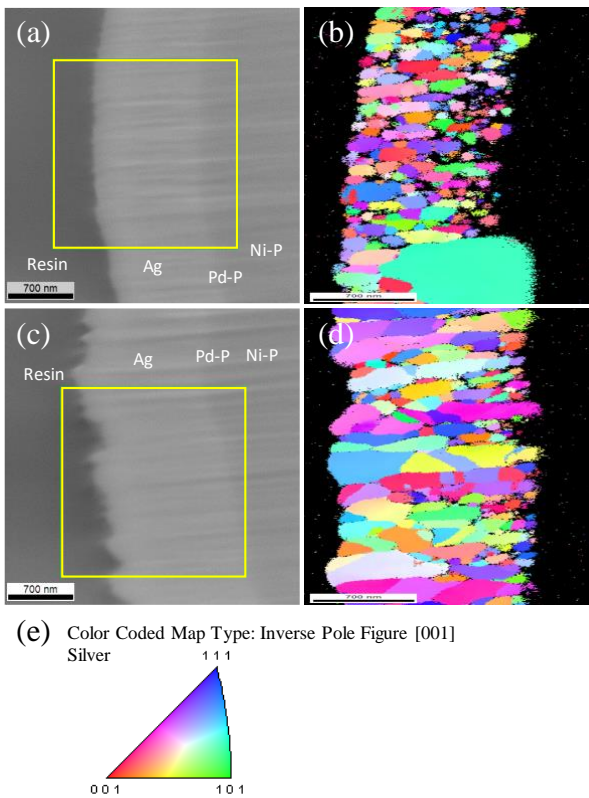 (a)
Resin
Ag
Pd-P
Ni-P
700 nm
(b)
700 nm
(c)
Resin
Ag
Pd-P
Ni-P
700 nm
(d)
700 nm
(e) Color Coded Map Type: Inverse Pole Figure [001]
Silver
1 1 1
0 0 1
1 0 1